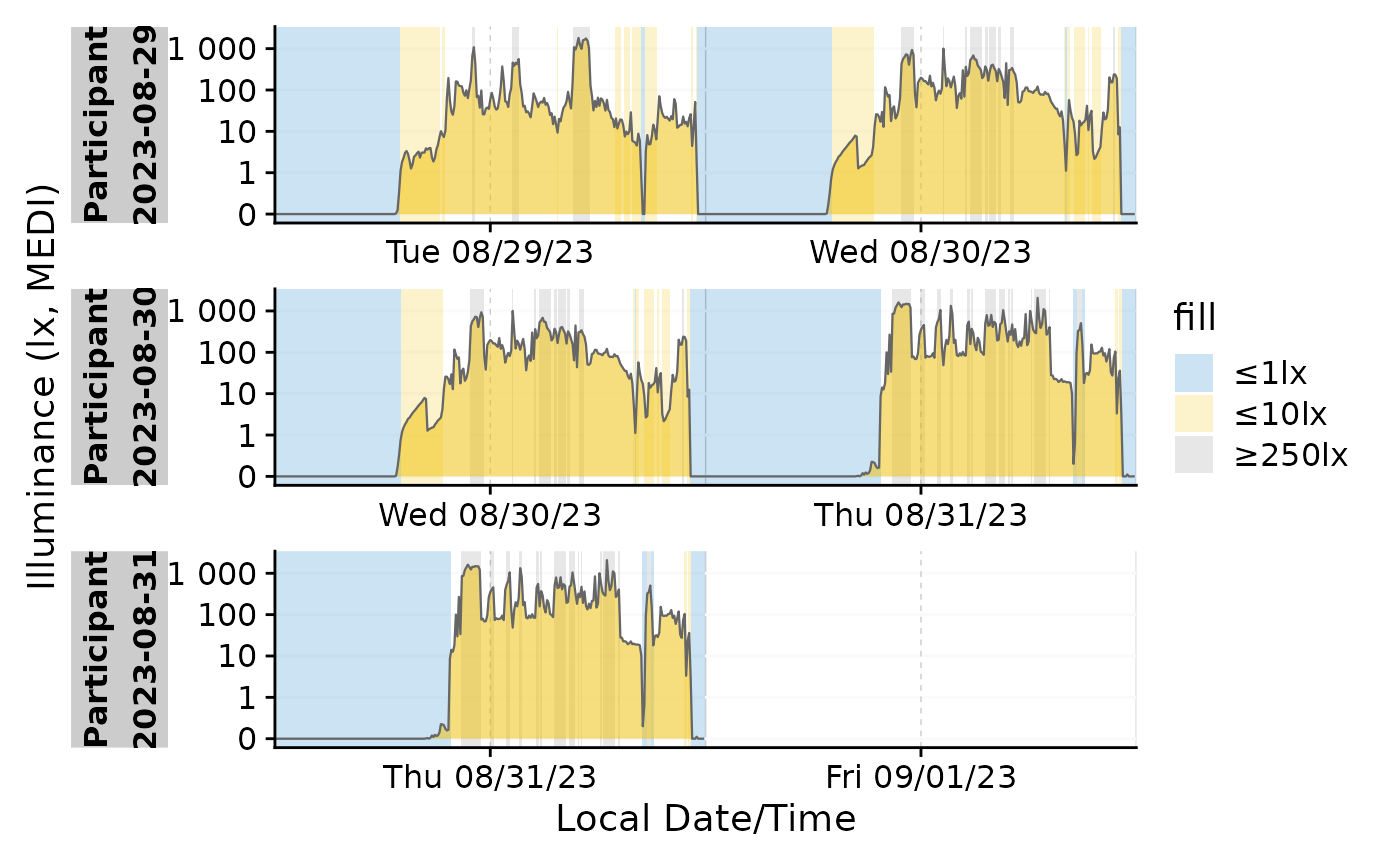 Illuminance (lx, MEDI)
Participant
2023-08-29
1 000
100
10
1
0
Tue 08/29/23
Wed 08/30/23
Participant
2023-08-30
1 000
100
10
1
0
Wed 08/30/23
Thu 08/31/23
Participant
2023-08-31
1 000
100
10
1
0
Thu 08/31/23
Fri 09/01/23
Local Date/Time
fill
≤1lx
≤10lx
≥250lx